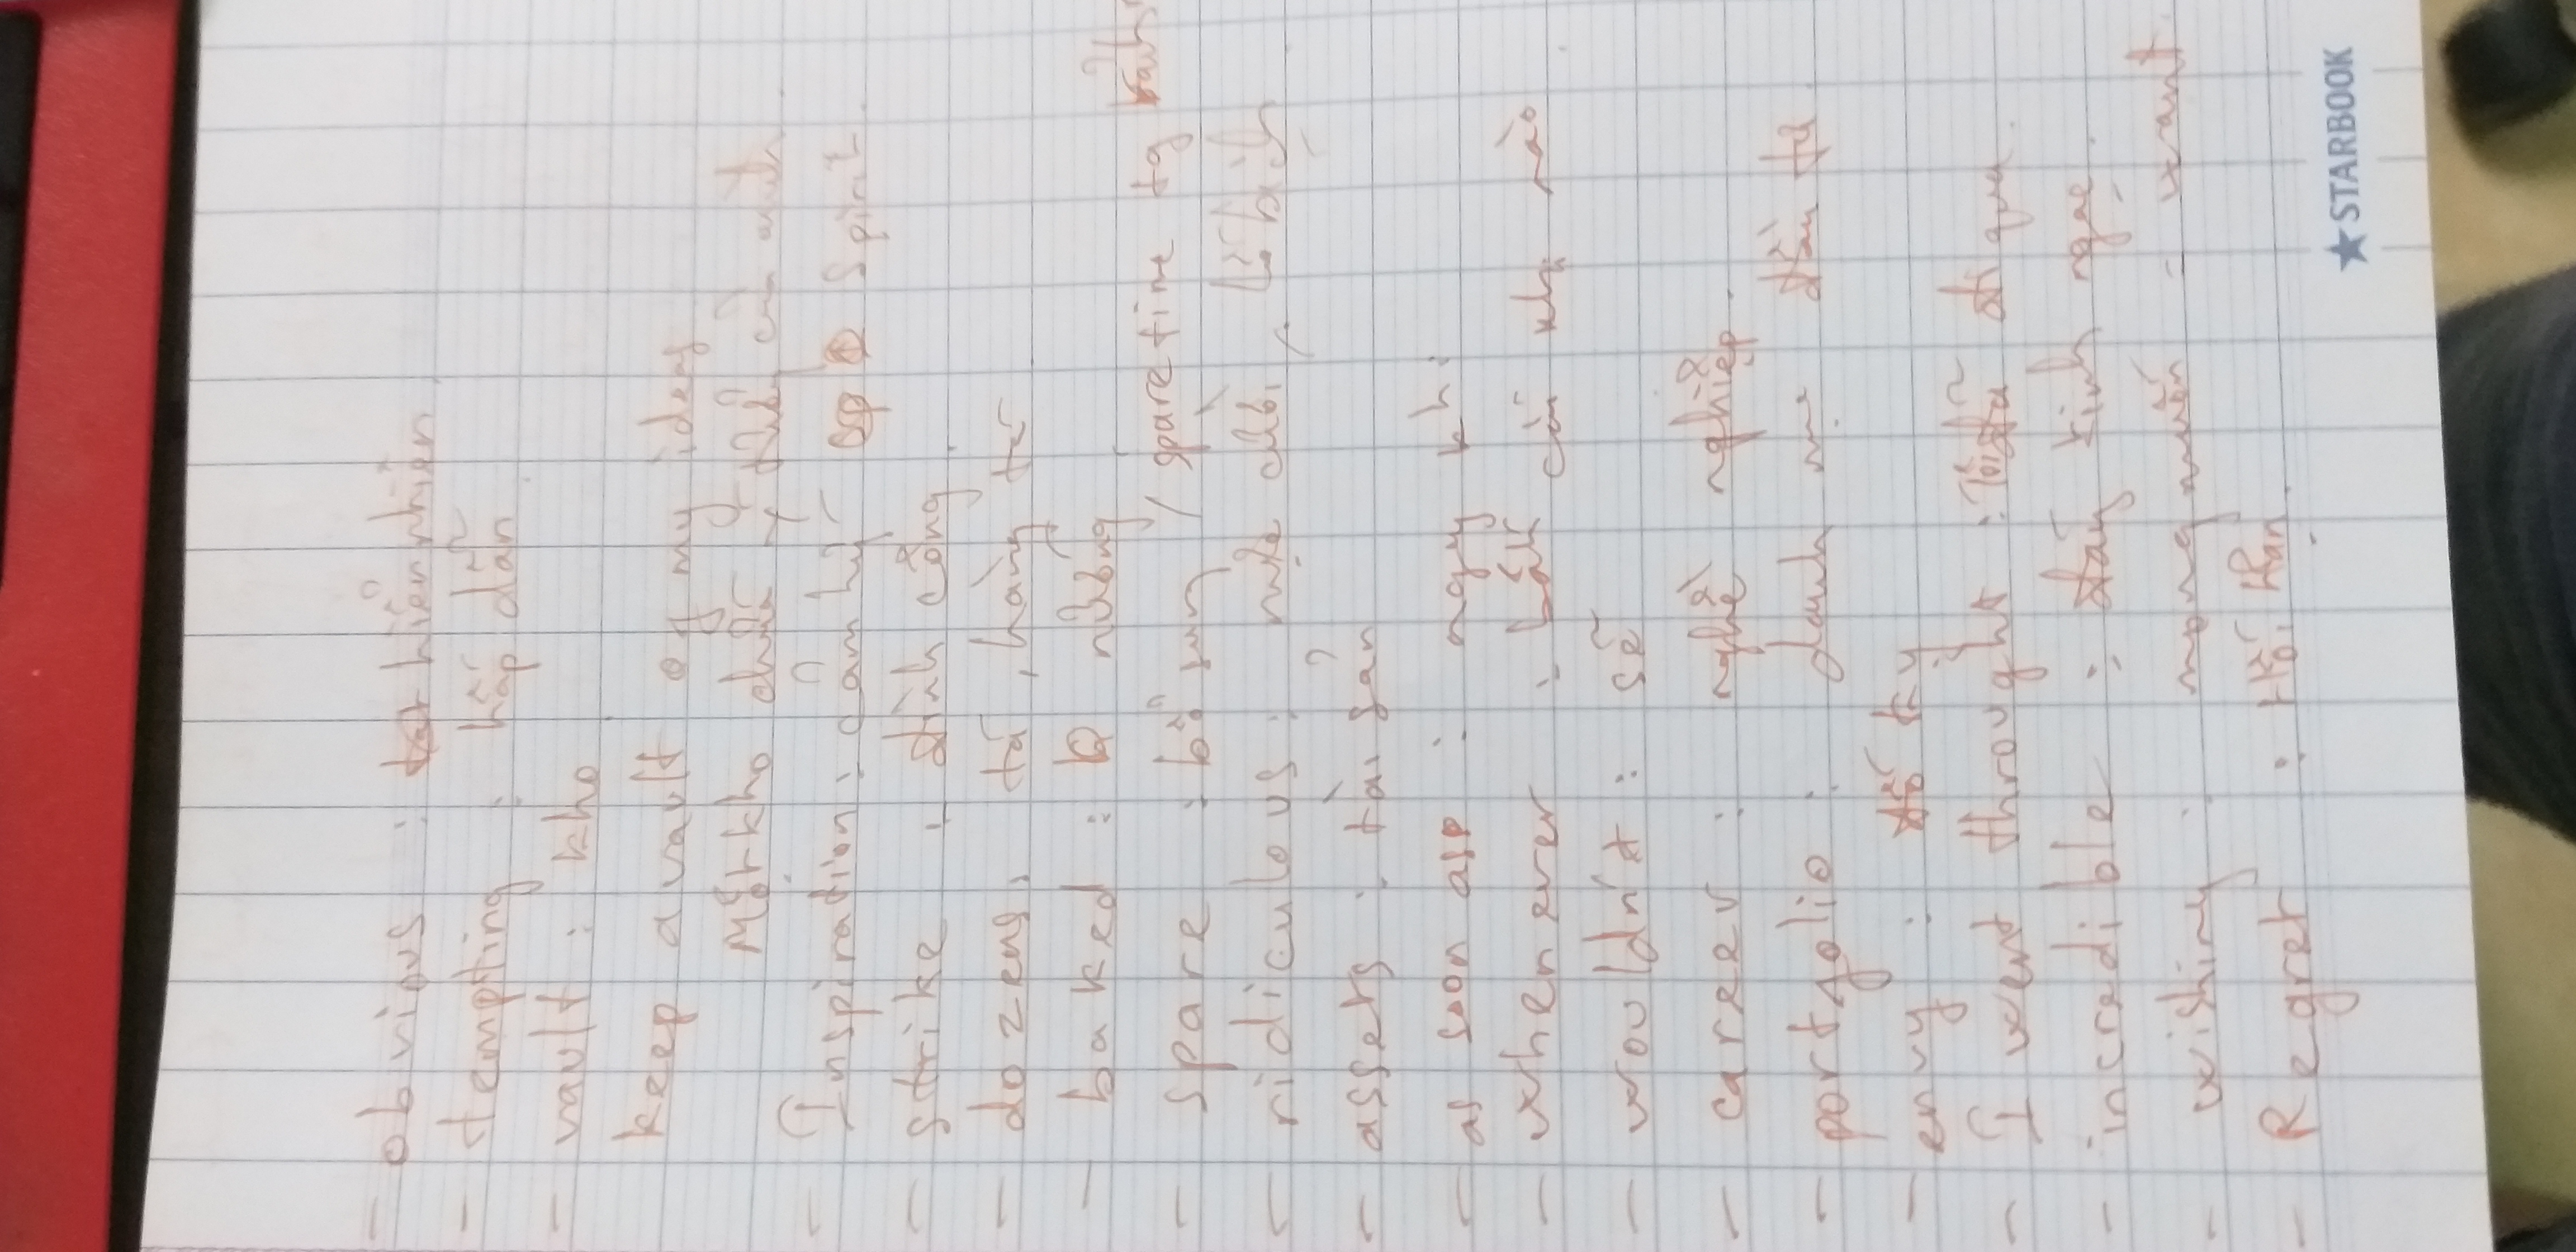 - obvious : hiển nhiên
- tempting : hấp dẫn
- vault : kho
keep a vault of my ideas
Một kho chứa ý tưởng của mình
- Inspiration : cảm hứ Spirit
- strike : đình công
- dozens, tá, hàng tá
- baked : nướng
- spare : bổ sung / spare time tg rảnh
- ridiculous : nực cười, lố bịch
- assets : tài sản
- as soon as : ngay khi
- whenever : bất cứ khi nào
- wouldn't : sẽ
- career : nghề nghiệp.
- portfolio : danh mục đầu tư
- envy : đố kỵ
- I went throught : Tôi đã đi qua.
- incredible : đáng kinh ngạc.
- wishing : mong muốn = want.
- Regret : Hối Hận.
★ STARBOOK